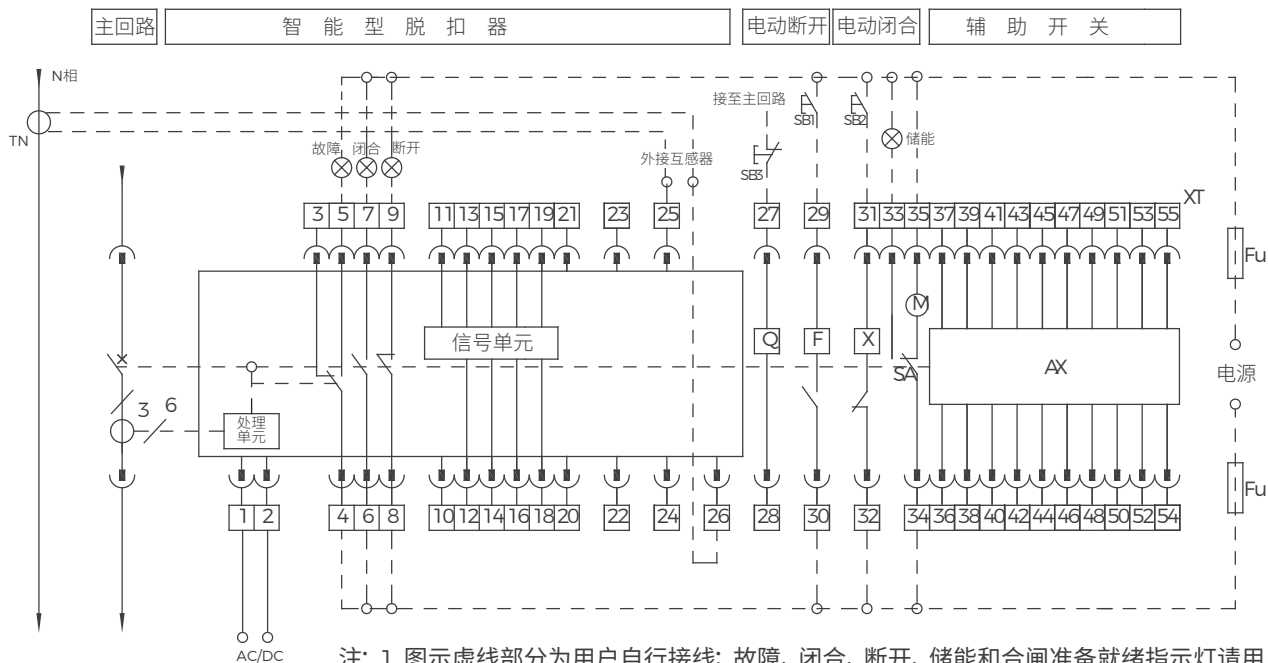 主回路 智能型脱扣器 电动断开 电动闭合 辅助开关
N相
TN
接至主回路
SB1 SB2
故障 闭合 断开
储能
外接互感器
SB3
XT
3 5 7 9 11 13 15 17 19 21 23 25 27 29 31 33 35 37 39 41 43 45 47 49 51 53 55
Fu
M
信号单元
Q F X
SA
AX
电源
3 6
处理
单元
Fu
1 2 4 6 8 10 12 14 16 18 20 22 24 26 28 30 32 34 36 38 40 42 44 46 48 50 52 54
AC/DC
注: 1. 图示虚线部分为用户自行接线; 故障、闭合、断开、储能和合闸准备就绪指示灯请用